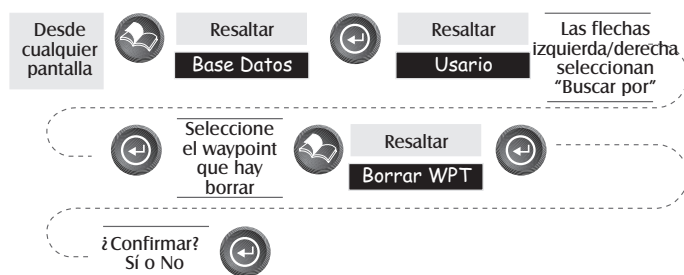 Desde
cualquier
pantalla
Resaltar
Base Datos
Resaltar
Usario
Las flechas
izquierda/derecha
seleccionan
“Buscar por”
Seleccione
el waypoint
que hay
borrar
Resaltar
Borrar WPT
¿Confirmar?
Sí o No